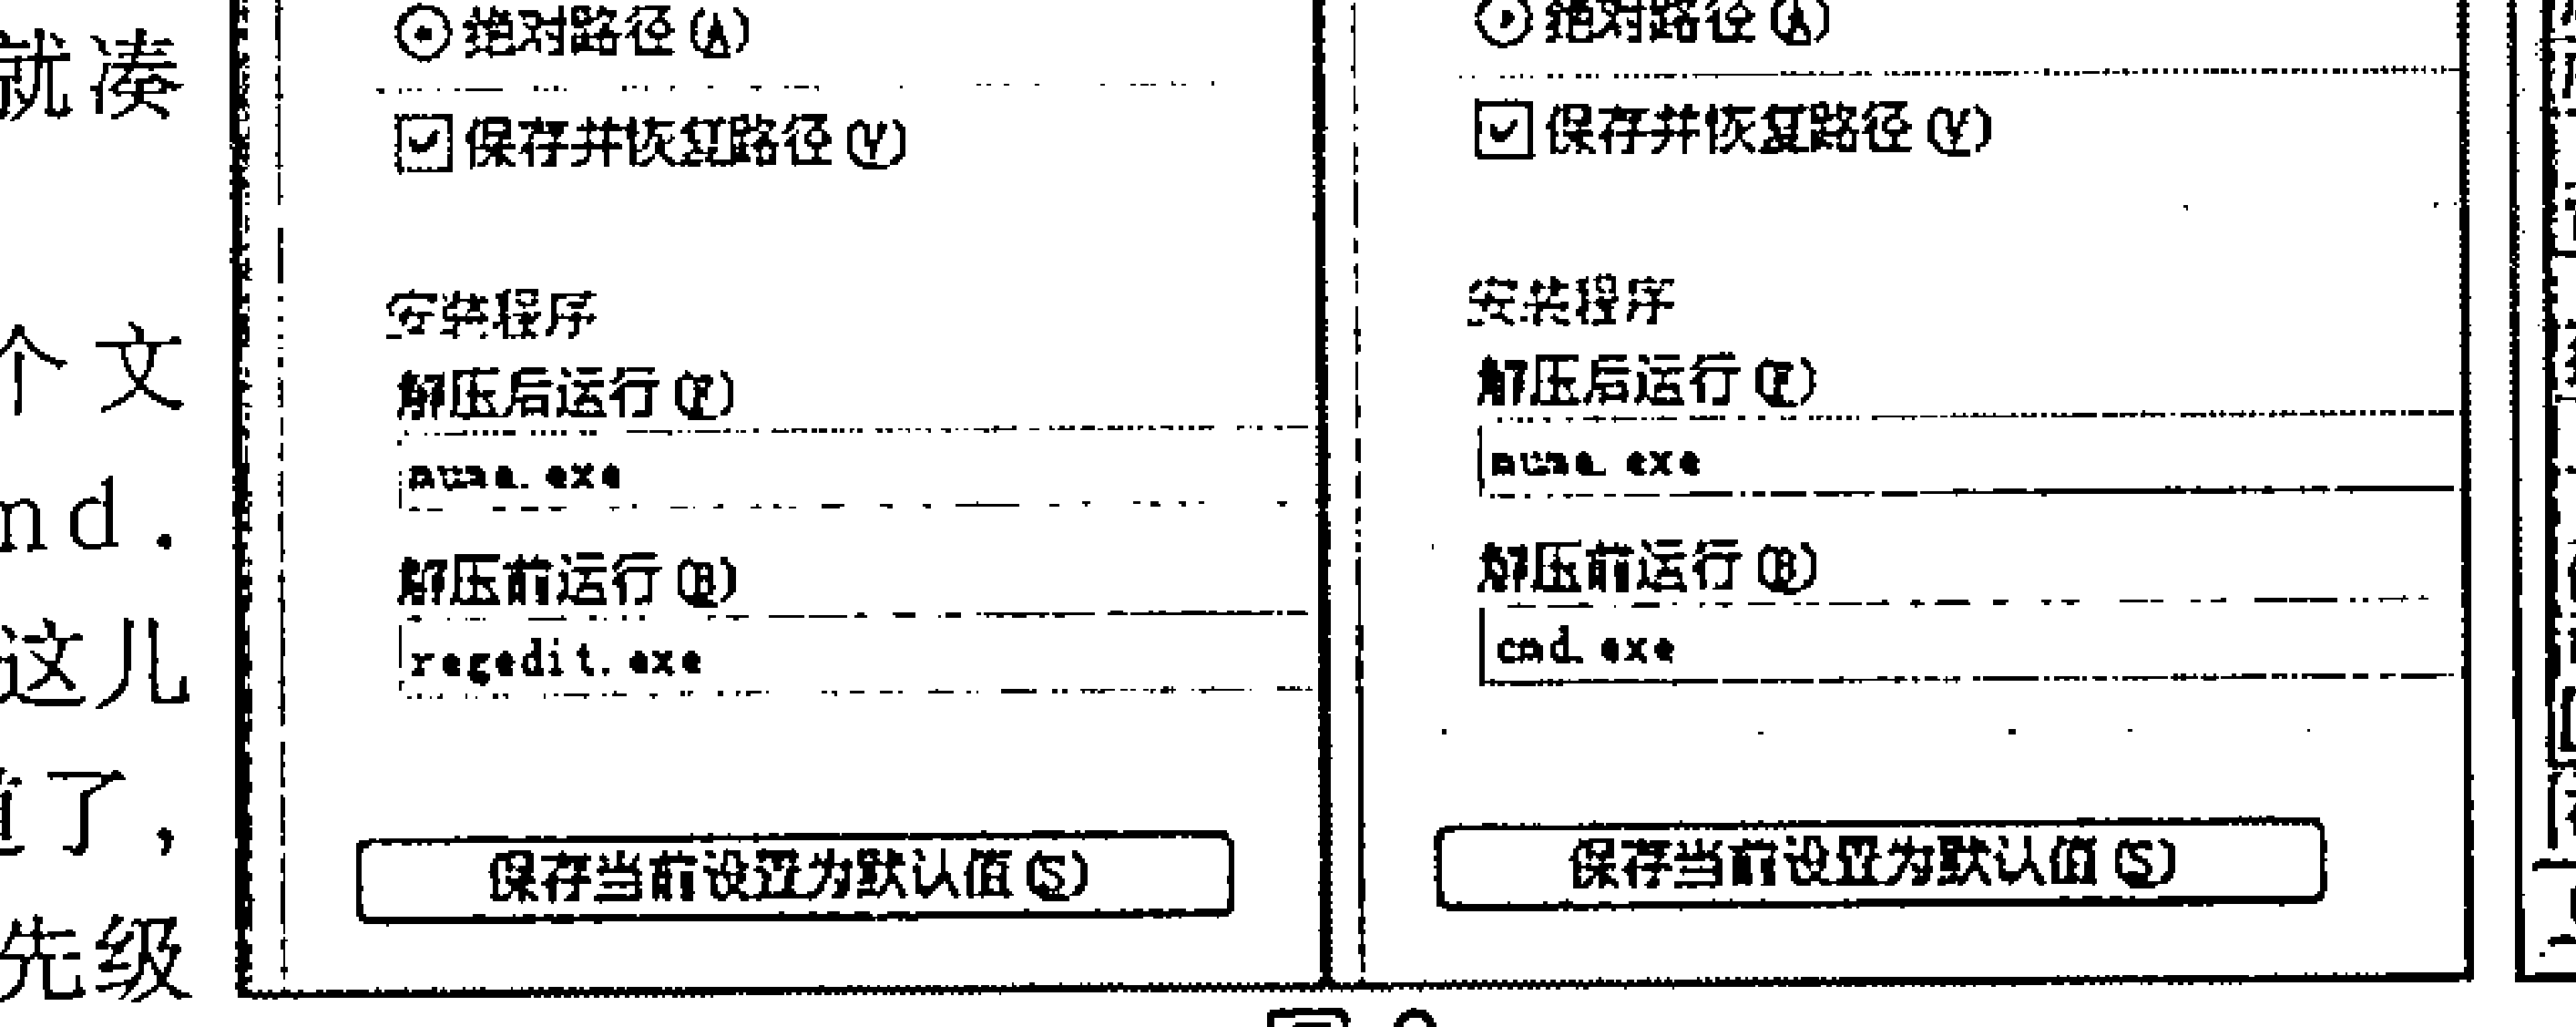 就凑
个文
nd.
这儿
了，
先级
绝对路径(A)
保存并恢复路径(V)
安装程序
解压后运行(F)
exe
解压前运行(B)
regedit.exe
保存当前设置为默认值(S)
绝对路径(A)
保存并恢复路径(V)
安装程序
解压后运行(F)
exe
解压前运行(B)
cmd.exe
保存当前设置为默认值(S)